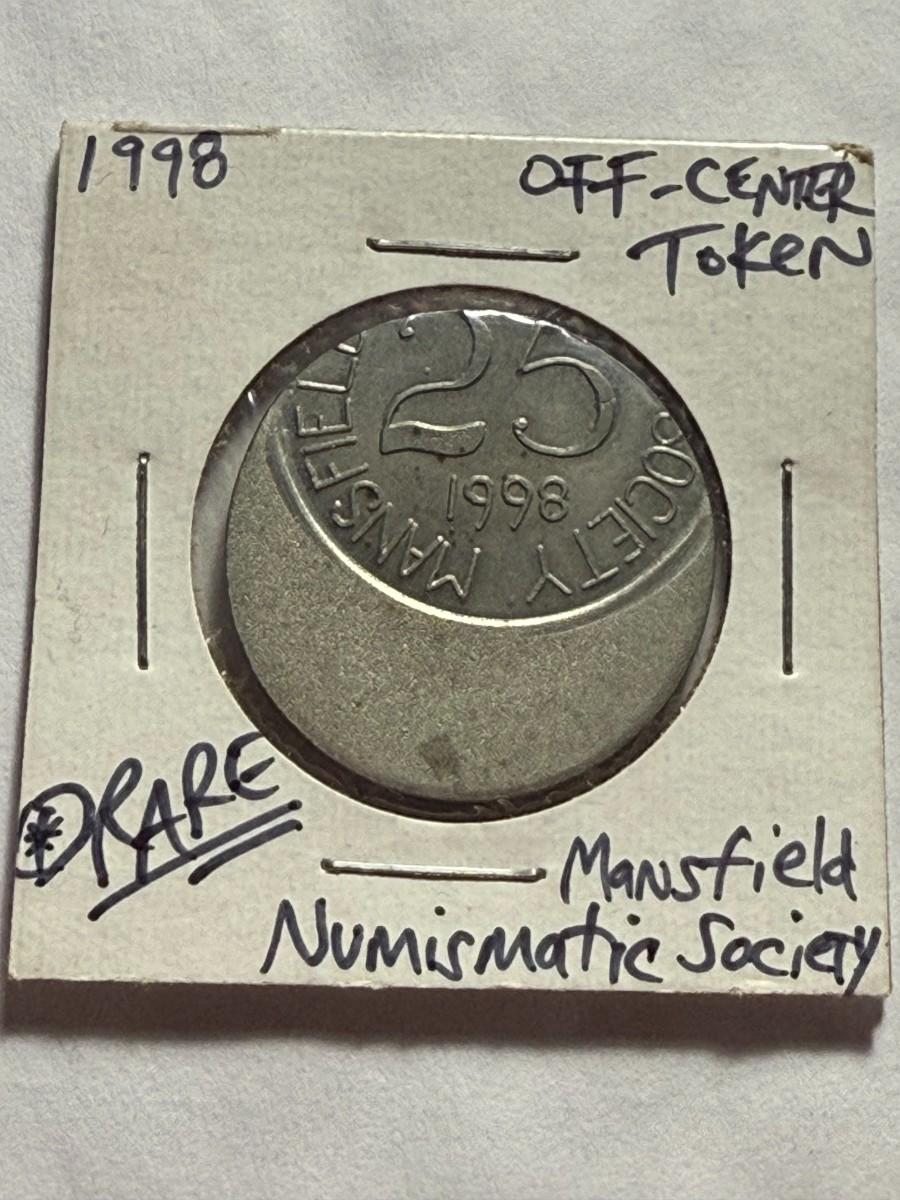 1998
OFF-CENTER
TOKEN
25
1998
MANSFIELD
SOCIETY
*RARE
Mansfield
Numismatic Society